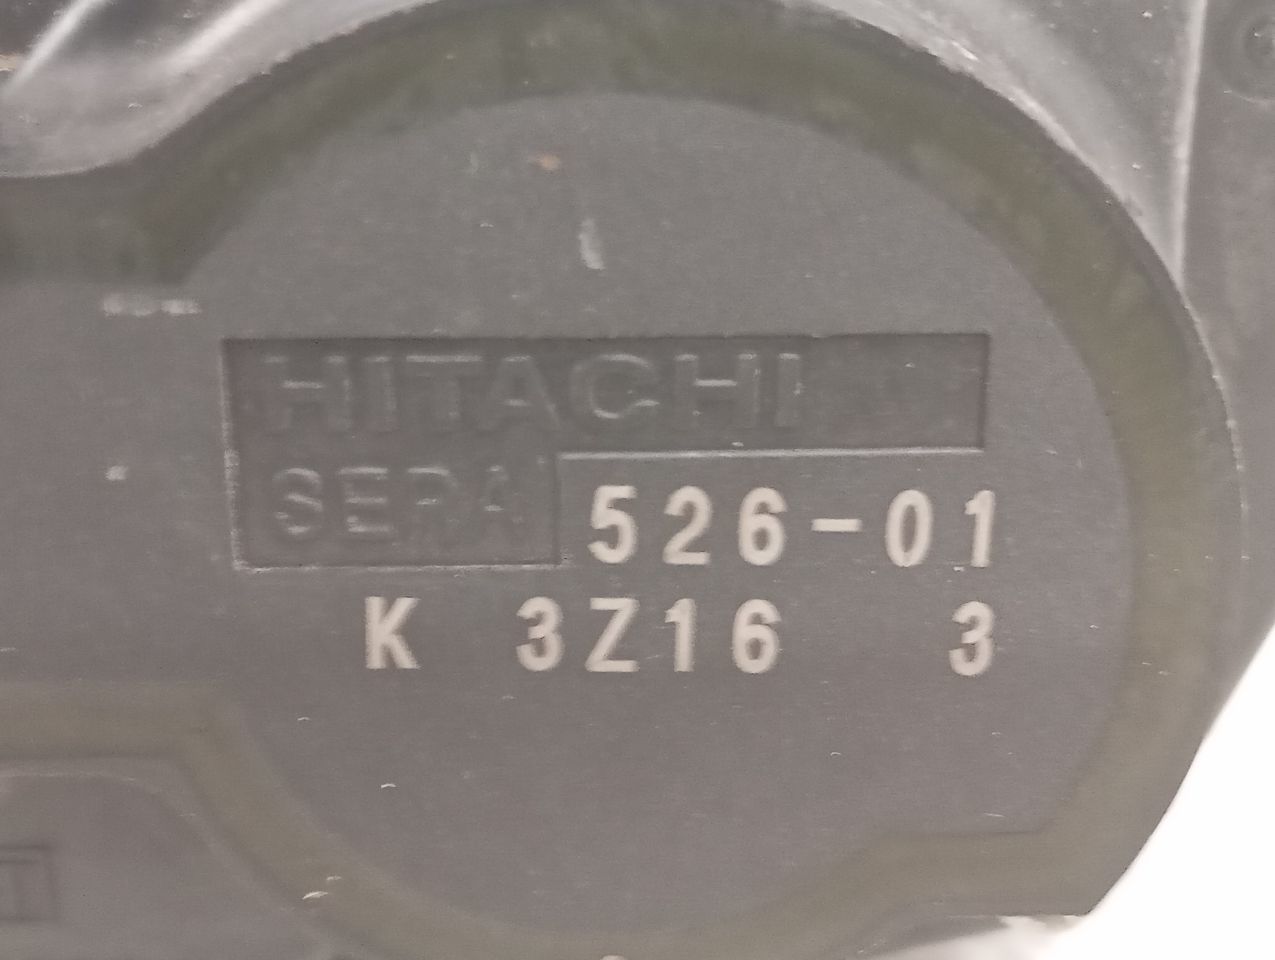 HITACHI
SERA 526-01
K 3Z16 3